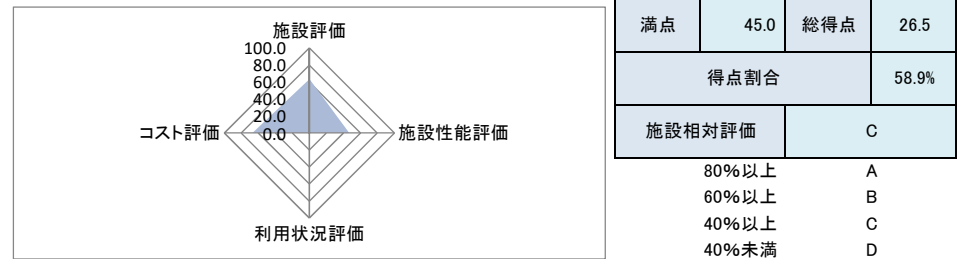 施設評価
100.0
80.0
60.0
40.0
20.0
0.0
コスト評価
施設性能評価
利用状況評価
満点 45.0 総得点 26.5
得点割合 58.9%
施設相対評価 C
80%以上 A
60%以上 B
40%以上 C
40%未満 D